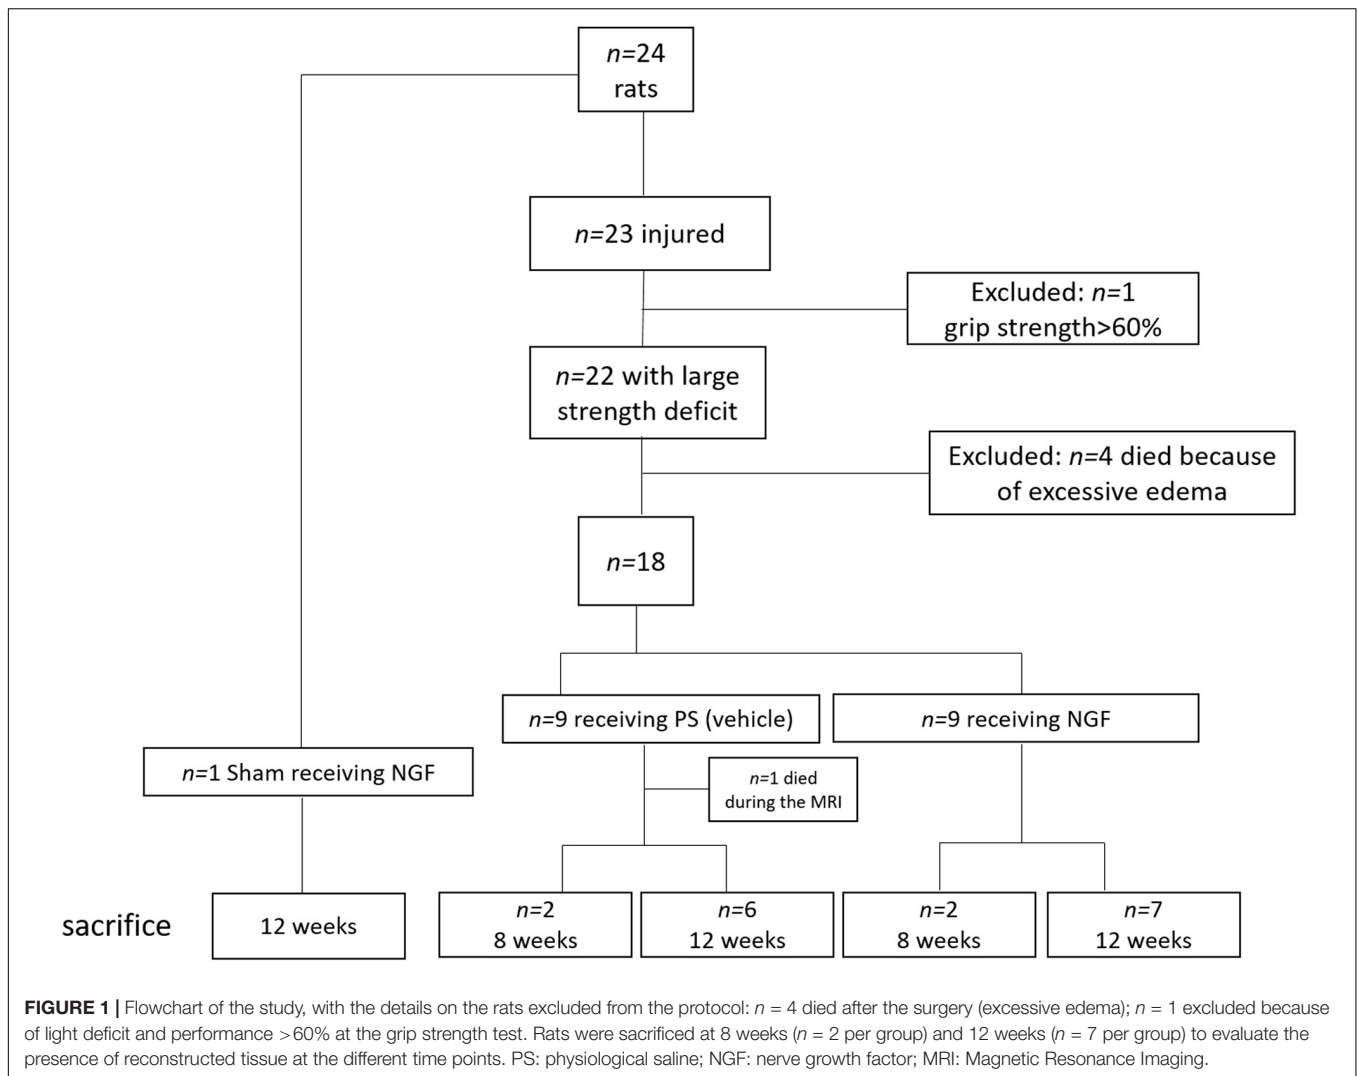 n=24
rats
n=23 injured
Excluded: n=1
grip strength>60%
n=22 with large
strength deficit
Excluded: n=4 died because
of excessive edema
n=18
n=9 receiving PS (vehicle)
n=9 receiving NGF
n=1 Sham receiving NGF
n=1 died
during the MRI
sacrifice
12 weeks
n=2
8 weeks
n=6
12 weeks
n=2
8 weeks
n=7
12 weeks
FIGURE 1 | Flowchart of the study, with the details on the rats excluded from the protocol: n = 4 died after the surgery (excessive edema); n = 1 excluded because
of light deficit and performance >60% at the grip strength test. Rats were sacrificed at 8 weeks (n = 2 per group) and 12 weeks (n = 7 per group) to evaluate the
presence of reconstructed tissue at the different time points. PS: physiological saline; NGF: nerve growth factor; MRI: Magnetic Resonance Imaging.